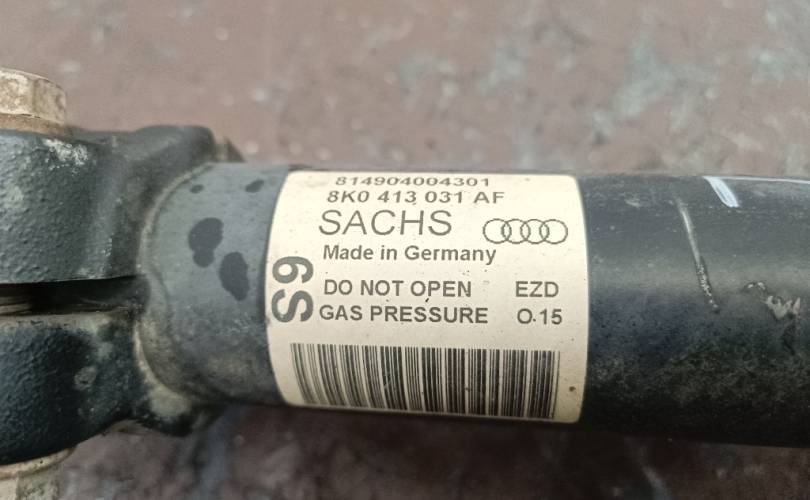 814904004301
8K0 413 031 AF
SACHS
Made in Germany
S9
DO NOT OPEN EZD
GAS PRESSURE O.15